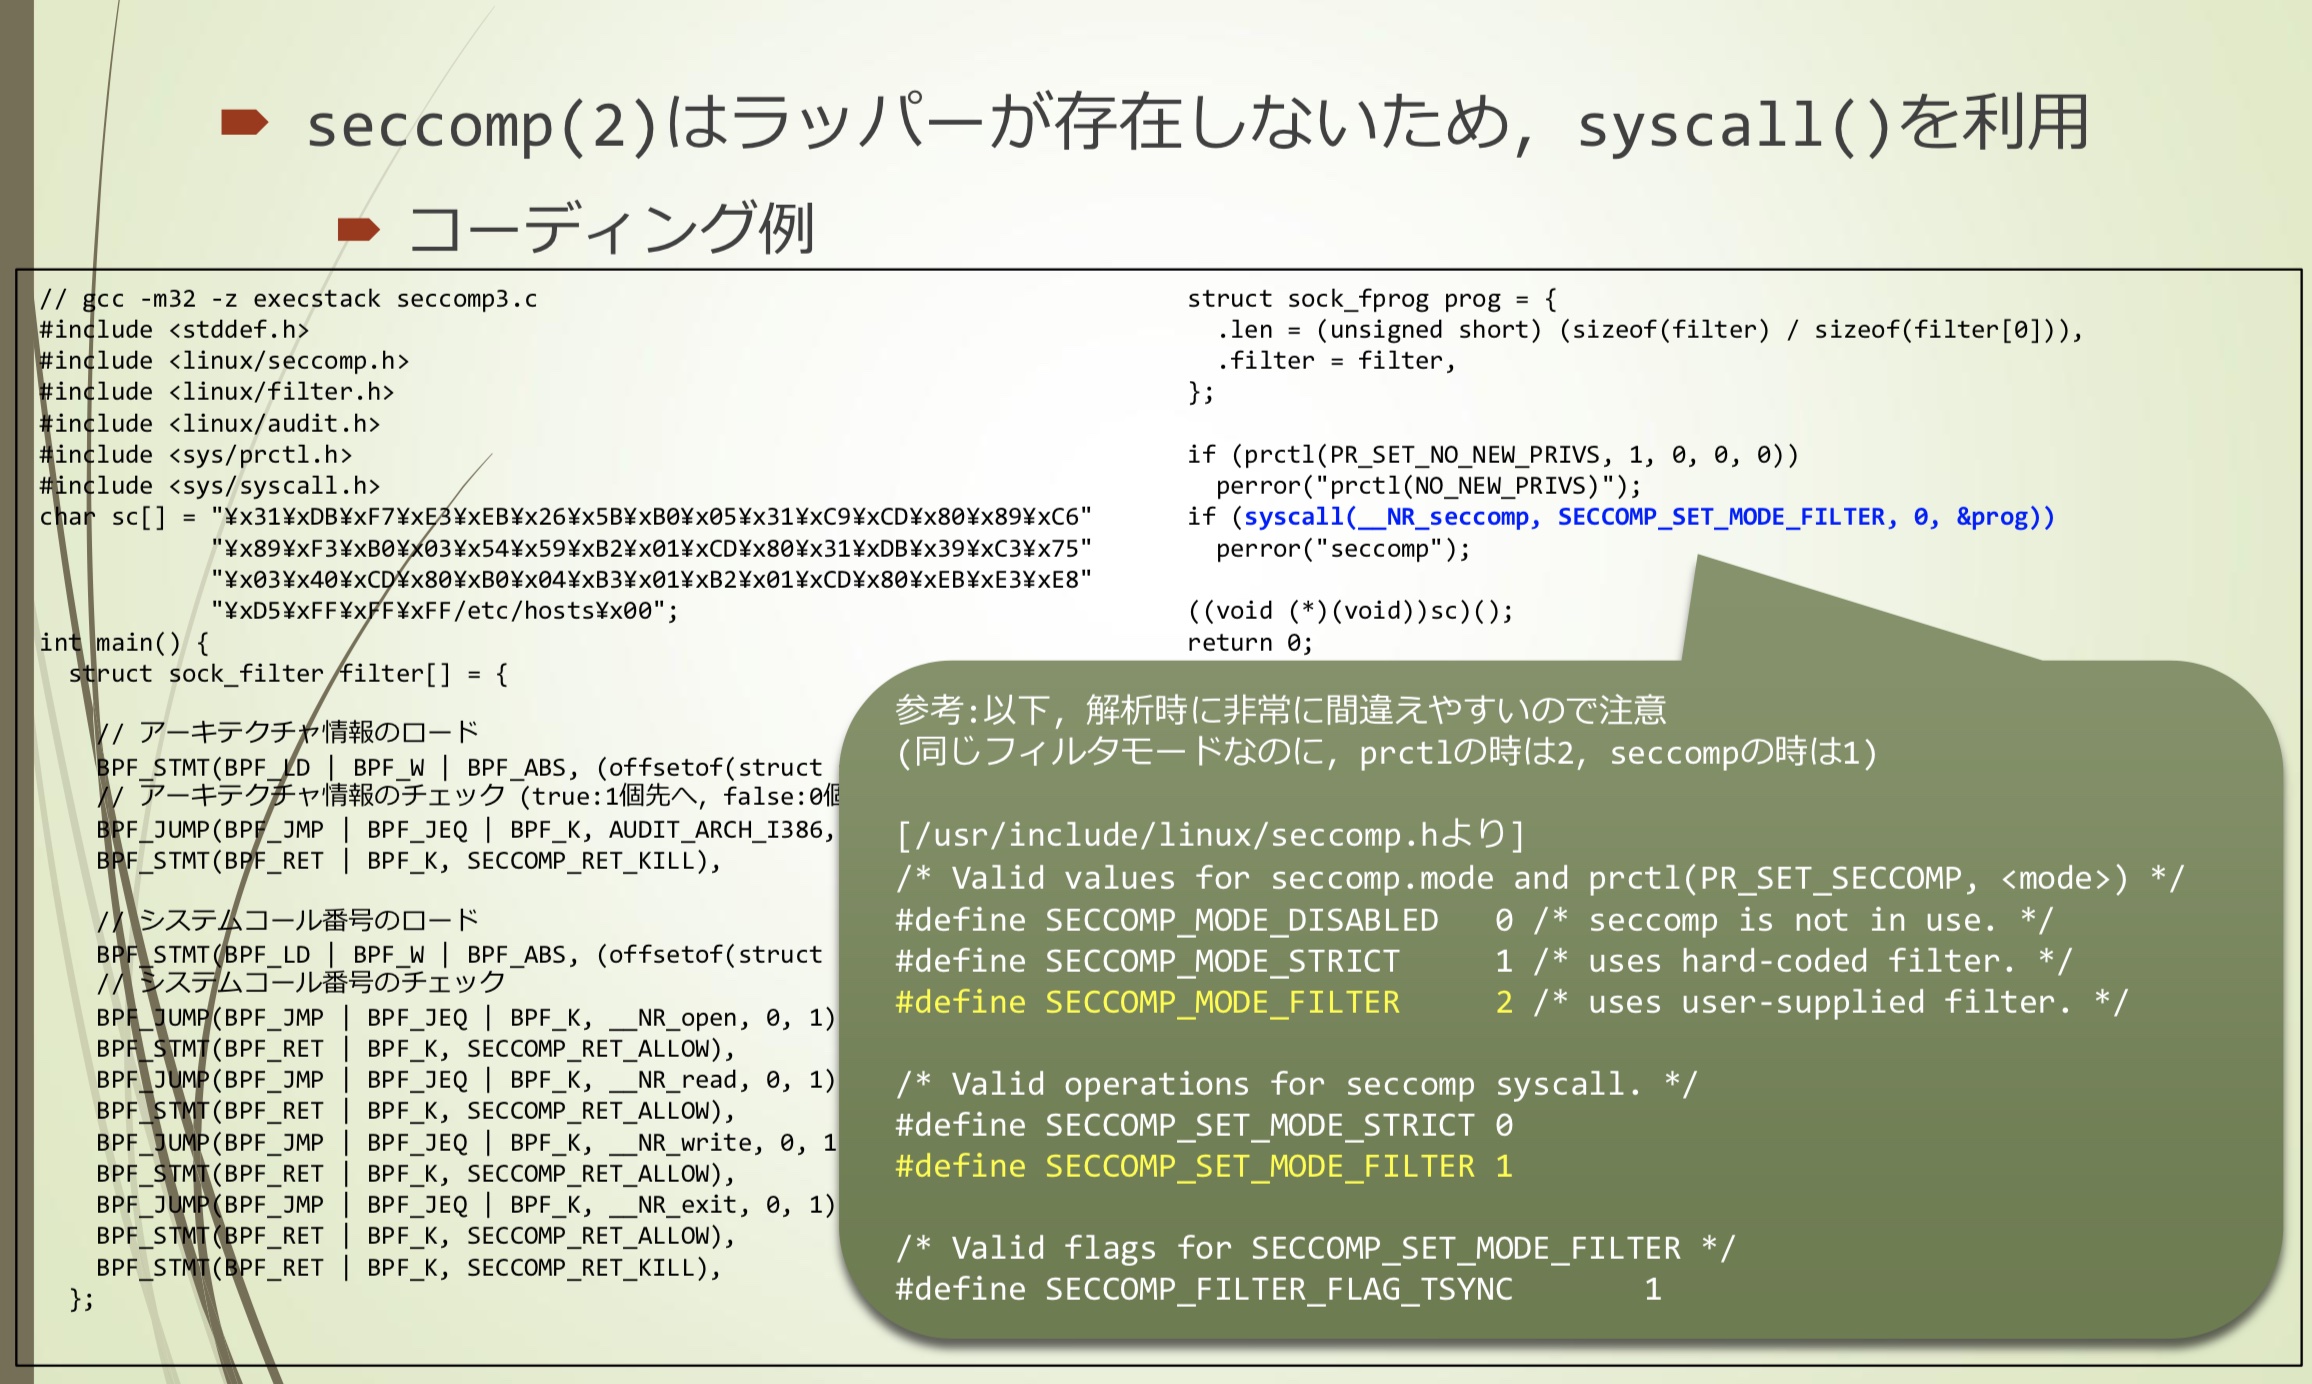 seccomp(2)はラッパーが存在しないため, syscall()を利用
コーディング例
// gcc -m32 -z execstack seccomp3.c
#include <stddef.h>
#include <linux/seccomp.h>
#include <linux/filter.h>
#include <linux/audit.h>
#include <sys/prctl.h>
#include <sys/syscall.h>
char sc[] = "¥x31¥xDB¥xF7¥xE3¥xEB¥x26¥x5B¥xB0¥x05¥x31¥xC9¥xCD¥x80¥x89¥xC6"
"¥x89¥xF3¥xB0¥x03¥x54¥x59¥xB2¥x01¥xCD¥x80¥x31¥xDB¥x39¥xC3¥x75"
"¥x03¥x40¥xCD¥x80¥xB0¥x04¥xB3¥x01¥xB2¥x01¥xCD¥x80¥xEB¥xE3¥xE8"
"¥xD5¥xFF¥xFF¥xFF/etc/hosts¥x00";
int main() {
struct sock_filter filter[] = {
// アーキテクチャ情報のロード
BPF_STMT(BPF_LD | BPF_W | BPF_ABS, (offsetof(struct
// アーキテクチャ情報のチェック (true:1個先へ, false:0個
BPF_JUMP(BPF_JMP | BPF_JEQ | BPF_K, AUDIT_ARCH_I386,
BPF_STMT(BPF_RET | BPF_K, SECCOMP_RET_KILL),
// システムコール番号のロード
BPF_STMT(BPF_LD | BPF_W | BPF_ABS, (offsetof(struct
// システムコール番号のチェック
BPF_JUMP(BPF_JMP | BPF_JEQ | BPF_K, __NR_open, 0, 1)
BPF_STMT(BPF_RET | BPF_K, SECCOMP_RET_ALLOW),
BPF_JUMP(BPF_JMP | BPF_JEQ | BPF_K, __NR_read, 0, 1)
BPF_STMT(BPF_RET | BPF_K, SECCOMP_RET_ALLOW),
BPF_JUMP(BPF_JMP | BPF_JEQ | BPF_K, __NR_write, 0, 1
BPF_STMT(BPF_RET | BPF_K, SECCOMP_RET_ALLOW),
BPF_JUMP(BPF_JMP | BPF_JEQ | BPF_K, __NR_exit, 0, 1)
BPF_STMT(BPF_RET | BPF_K, SECCOMP_RET_ALLOW),
BPF_STMT(BPF_RET | BPF_K, SECCOMP_RET_KILL),
};
struct sock_fprog prog = {
.len = (unsigned short) (sizeof(filter) / sizeof(filter[0])),
.filter = filter,
};
if (prctl(PR_SET_NO_NEW_PRIVS, 1, 0, 0, 0))
perror("prctl(NO_NEW_PRIVS)");
if (syscall(__NR_seccomp, SECCOMP_SET_MODE_FILTER, 0, &prog))
perror("seccomp");
((void (*)(void))sc)();
return 0;
参考:以下, 解析時に非常に間違えやすいので注意
(同じフィルタモードなのに, prctlの時は2, seccompの時は1)
[/usr/include/linux/seccomp.hより]
/* Valid values for seccomp.mode and prctl(PR_SET_SECCOMP, <mode>) */
#define SECCOMP_MODE_DISABLED 0 /* seccomp is not in use. */
#define SECCOMP_MODE_STRICT 1 /* uses hard-coded filter. */
#define SECCOMP_MODE_FILTER 2 /* uses user-supplied filter. */
/* Valid operations for seccomp syscall. */
#define SECCOMP_SET_MODE_STRICT 0
#define SECCOMP_SET_MODE_FILTER 1
/* Valid flags for SECCOMP_SET_MODE_FILTER */
#define SECCOMP_FILTER_FLAG_TSYNC 1